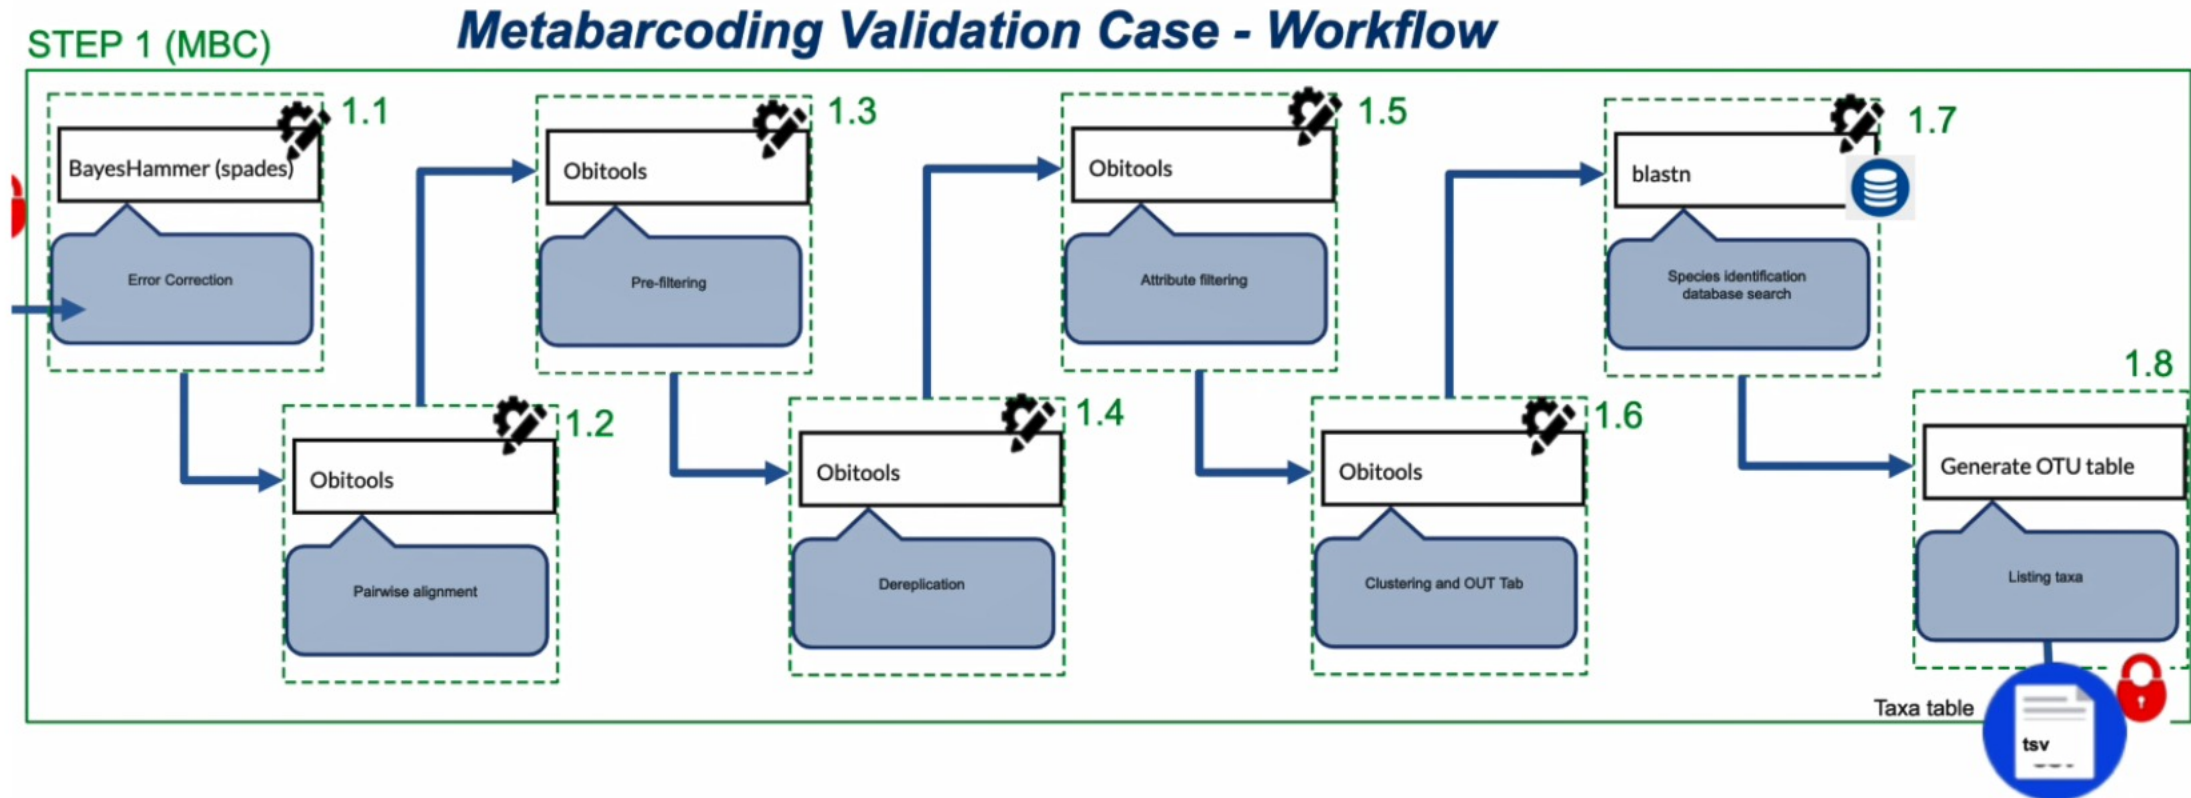 Metabarcoding Validation Case - Workflow
STEP 1 (MBC)
1.1
BayesHammer (spades)
Error Correction
1.2
Obitools
Pairwise alignment
1.3
Obitools
Pre-filtering
1.4
Obitools
Dereplication
1.5
Obitools
Attribute filtering
1.6
Obitools
Clustering and OUT Tab
1.7
blastn
Species identification
database search
1.8
Generate OTU table
Listing taxa
Taxa table
tsv